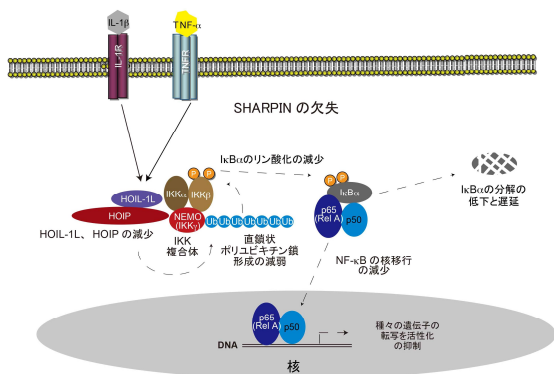 IL-1β
TNF-α
IL-1R
TNFR
SHARPIN の欠失
P P
IκBαのリン酸化の減少
P P
IKKα
IKKβ
HOIL-1L
IκBα
HOIP
NEMO
(IKKγ)
Ub Ub Ub Ub Ub Ub Ub
p65
(Rel A)
p50
IκBαの分解の
低下と遅延
HOIL-1L、HOIP の減少
IKK
複合体
直鎖状
ポリユビキチン鎖
形成の減弱
NF-κB の核移行
の減少
p65
(Rel A)
p50
DNA
種々の遺伝子の
転写を活性化
の抑制
核